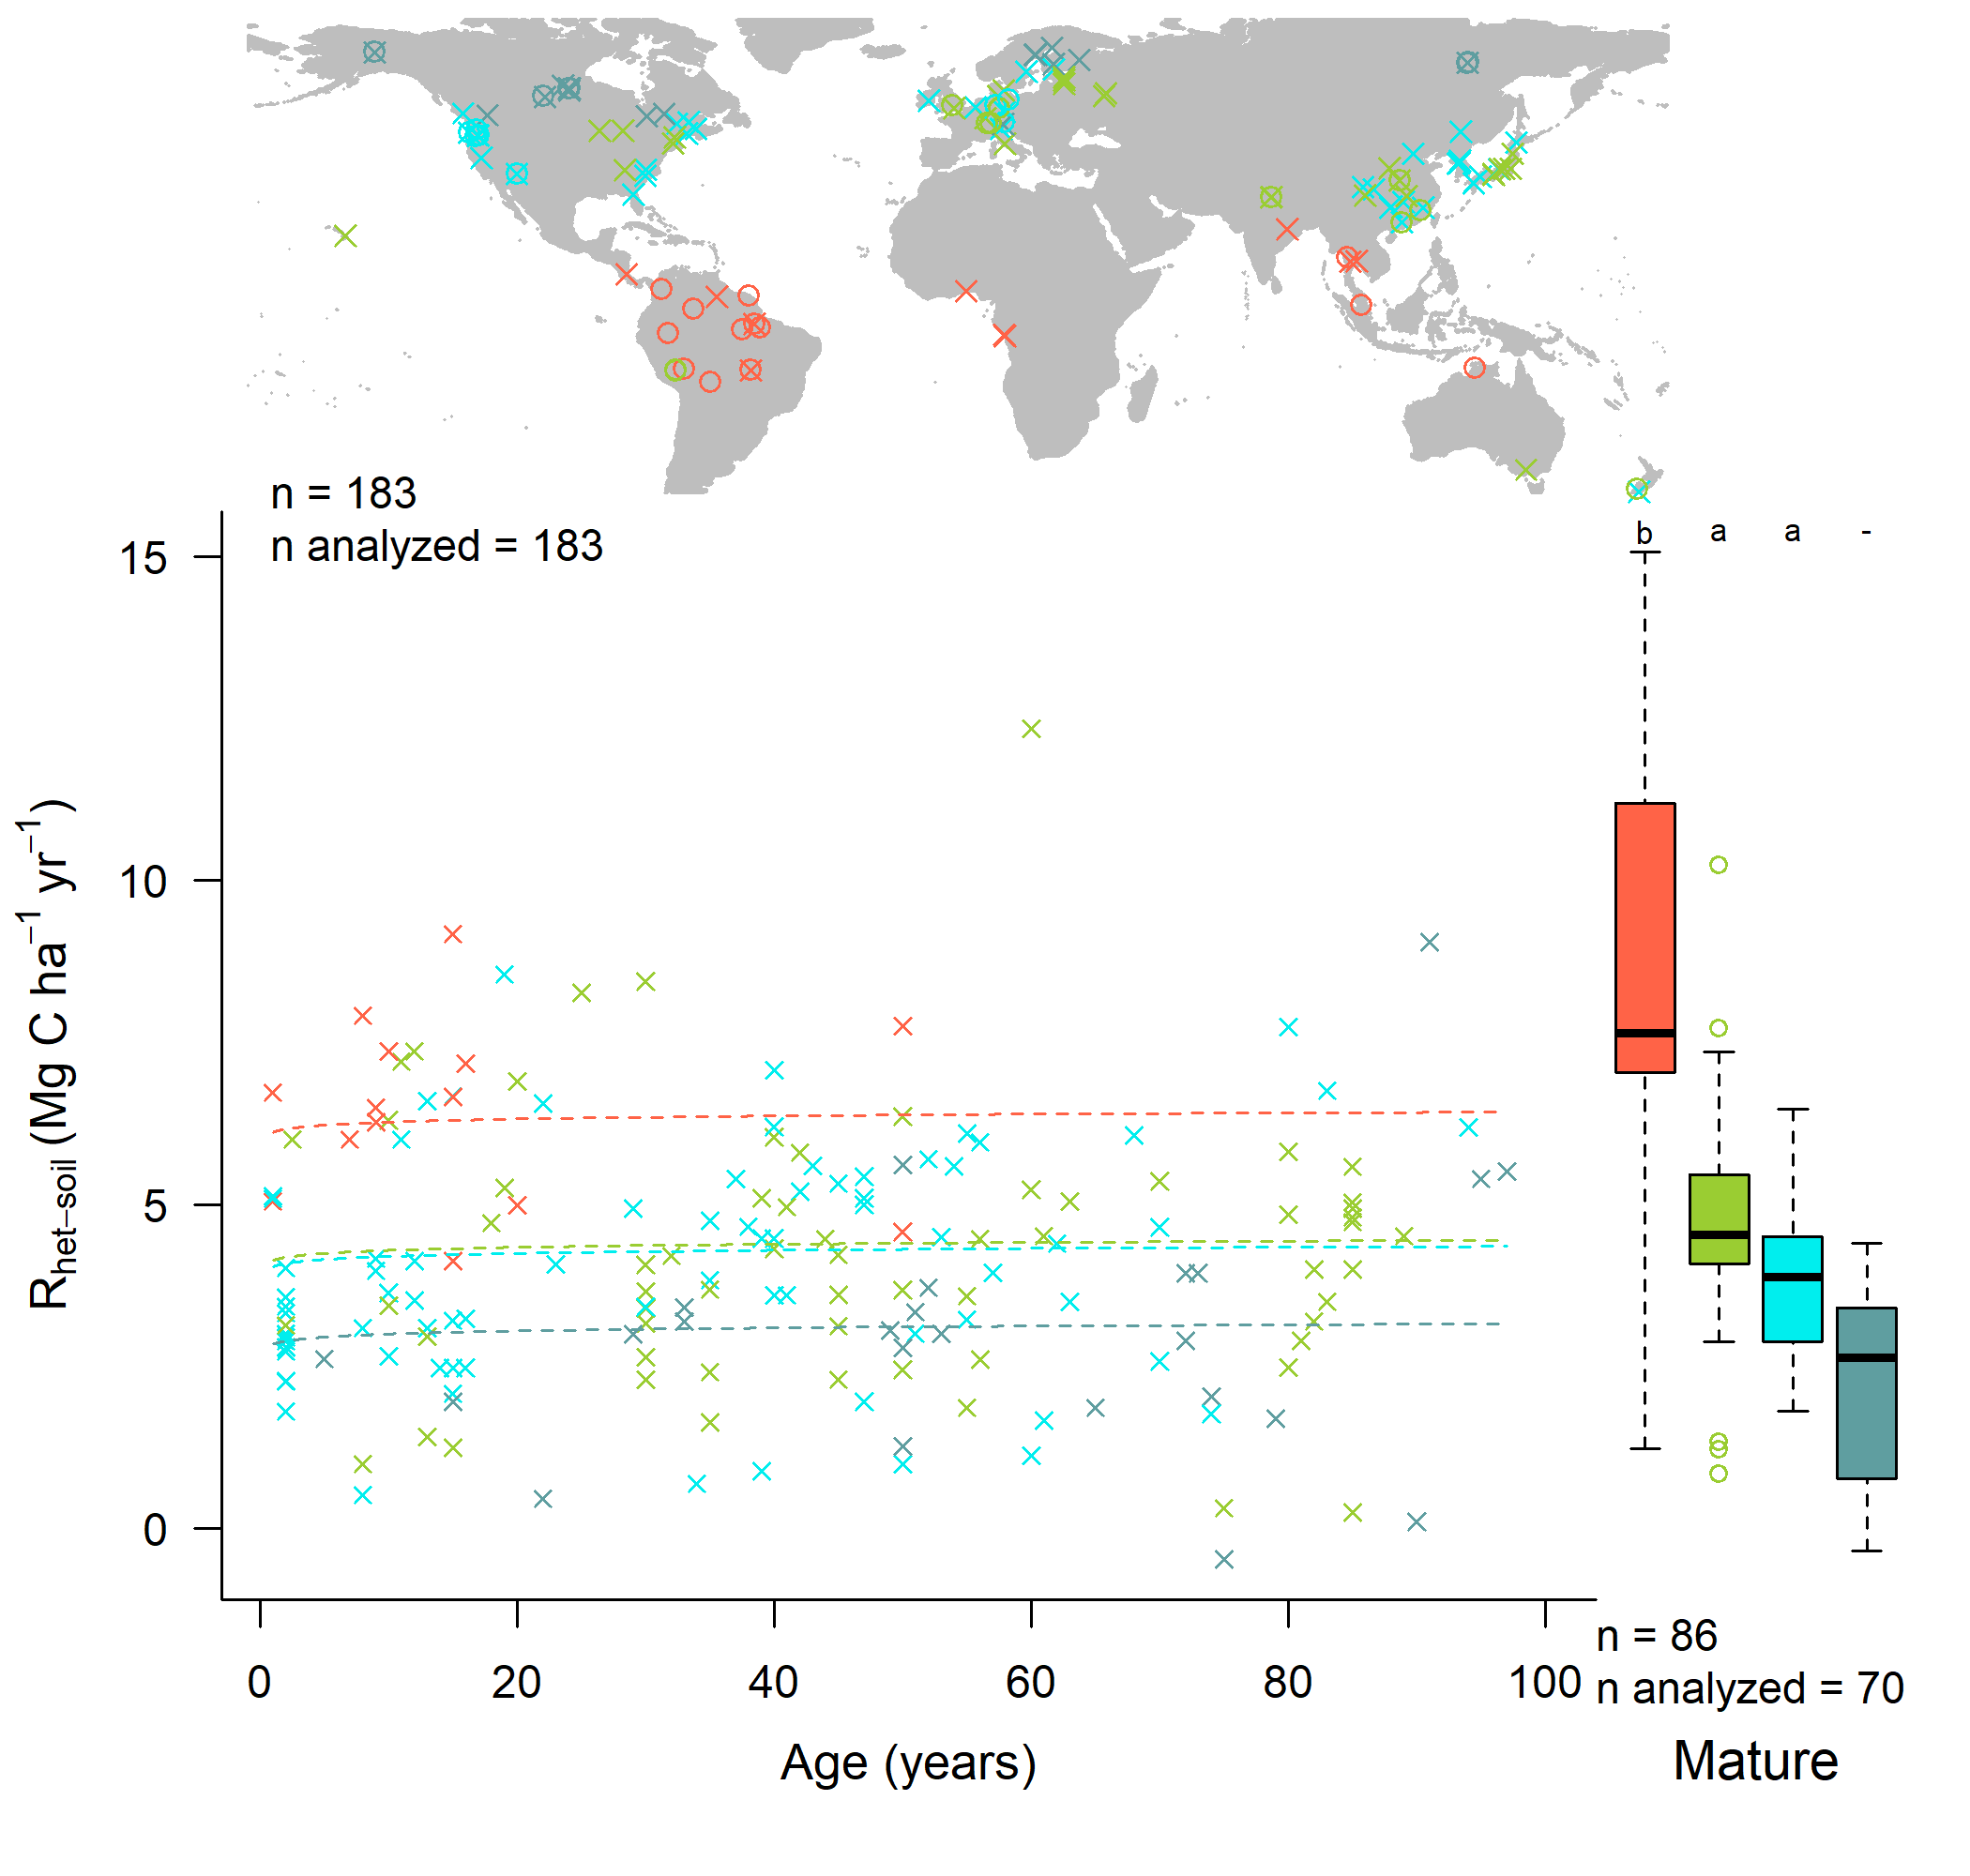 n = 183
n analyzed = 183
b a a -
15
10
5
0
R_het−soil (Mg C ha^−1 yr^−1)
0 20 40 60 80 100
Age (years)
n = 86
n analyzed = 70
Mature